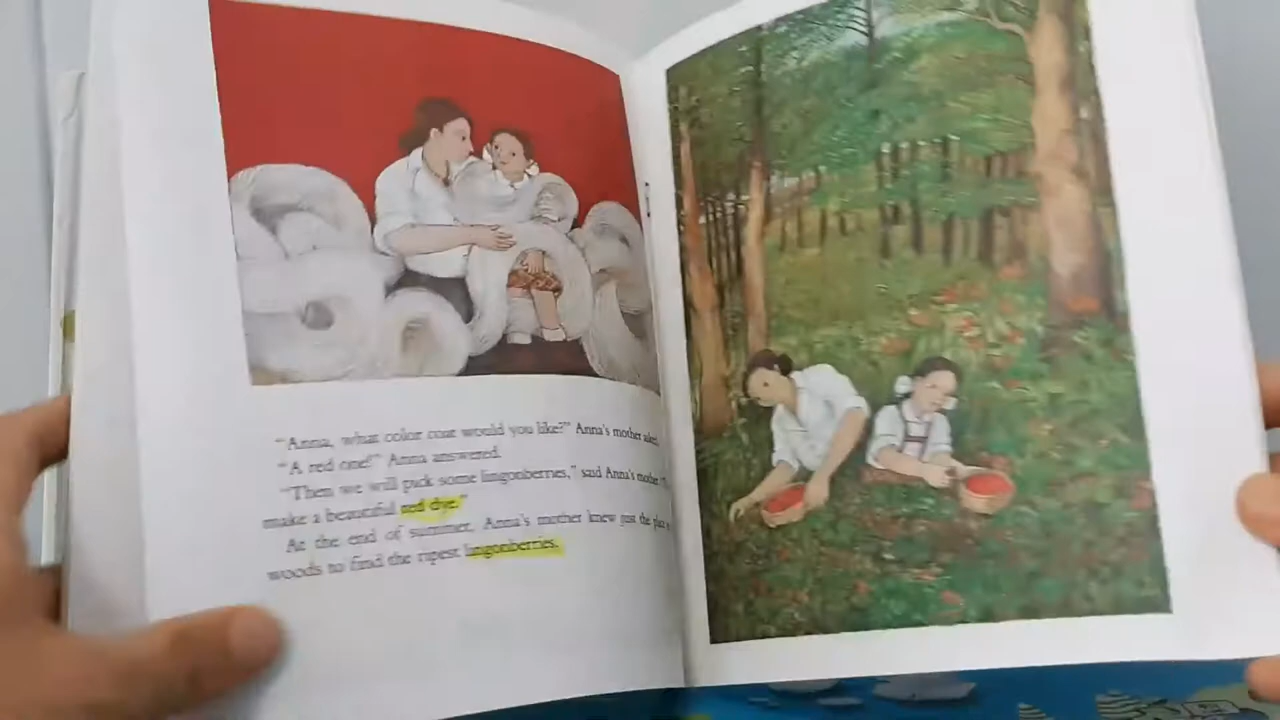 "Anna, what color coat would you like?" Anna's mother asked.
"A red one!" Anna answered.
"Then we will pick some lingonberries," said Anna's mother
make a beautiful red dye."
At the end of summer, Anna's mother knew just the place
woods to find the ripest lingonberries.